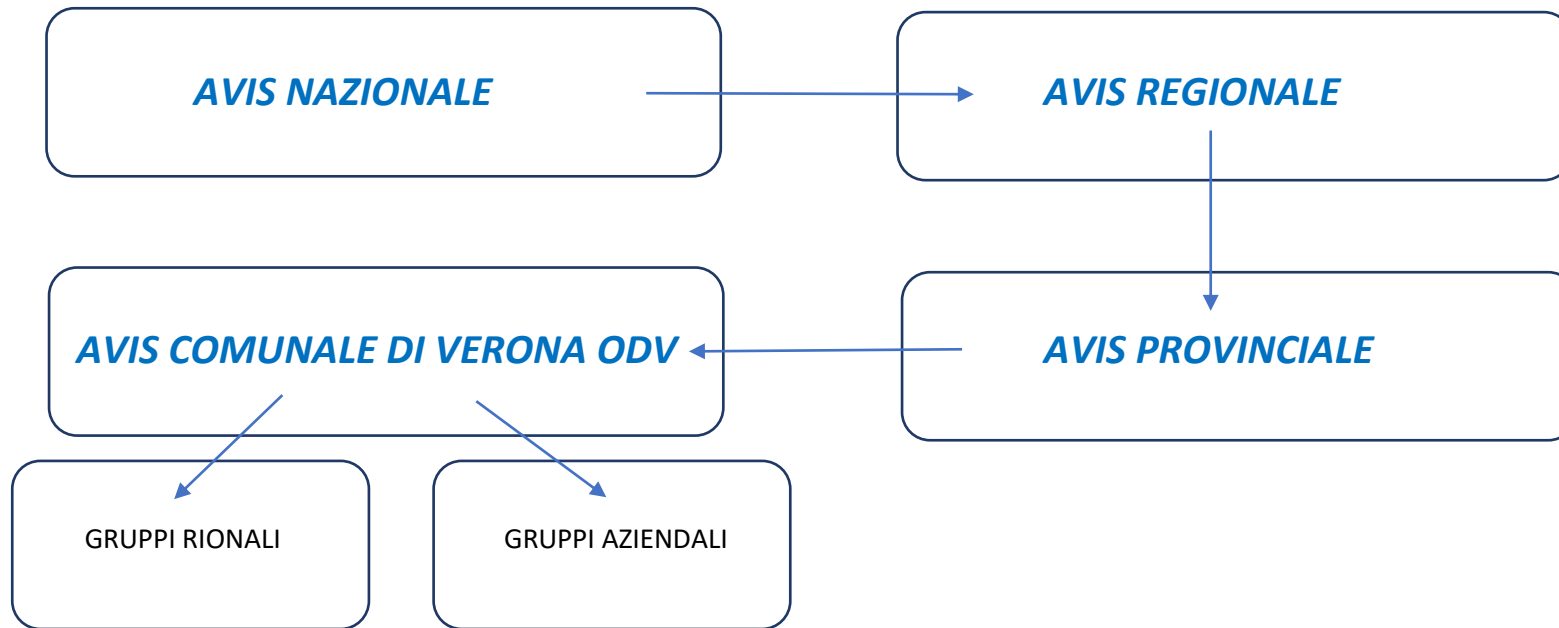 AVIS NAZIONALE
AVIS REGIONALE
AVIS COMUNALE DI VERONA ODV
AVIS PROVINCIALE
GRUPPI RIONALI
GRUPPI AZIENDALI